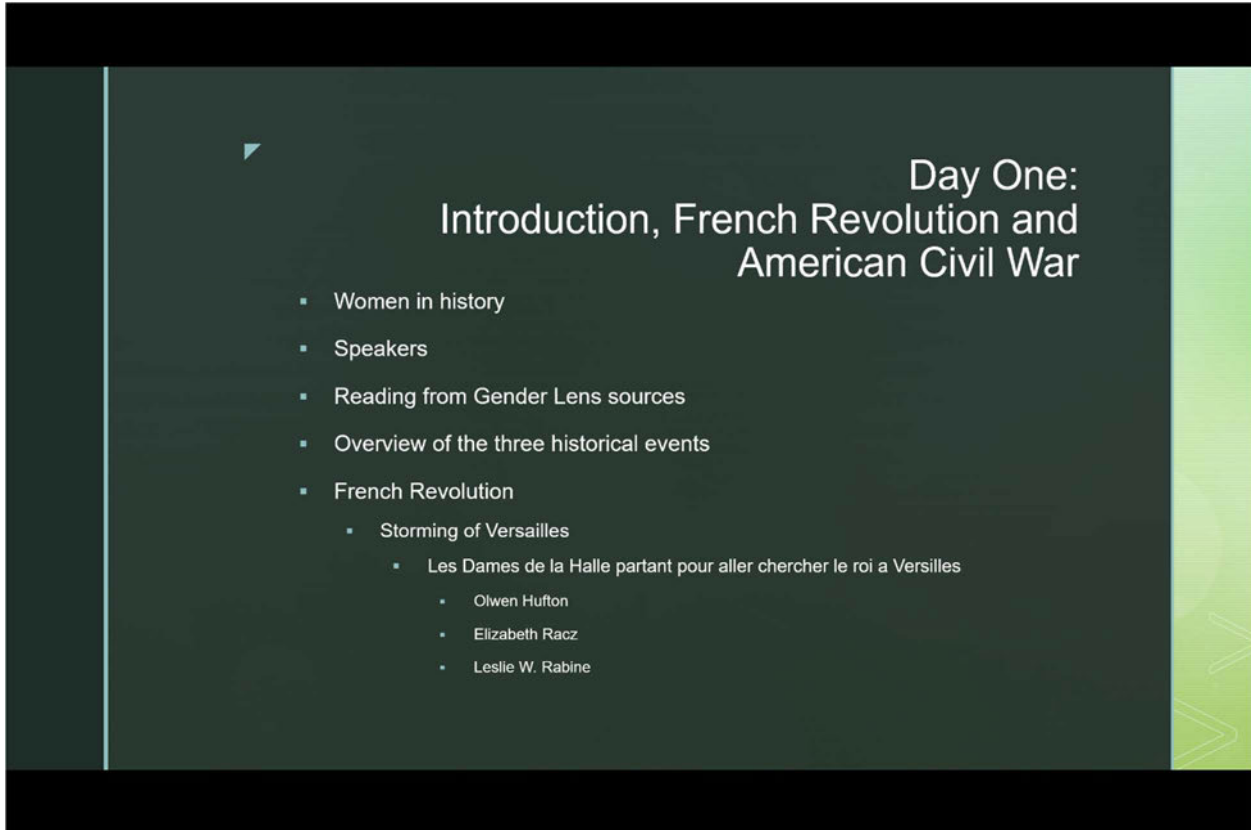 Day One:
Introduction, French Revolution and
American Civil War
Women in history
Speakers
Reading from Gender Lens sources
Overview of the three historical events
French Revolution
Storming of Versailles
Les Dames de la Halle partant pour aller chercher le roi a Versilles
Olwen Hufton
Elizabeth Racz
Leslie W. Rabine